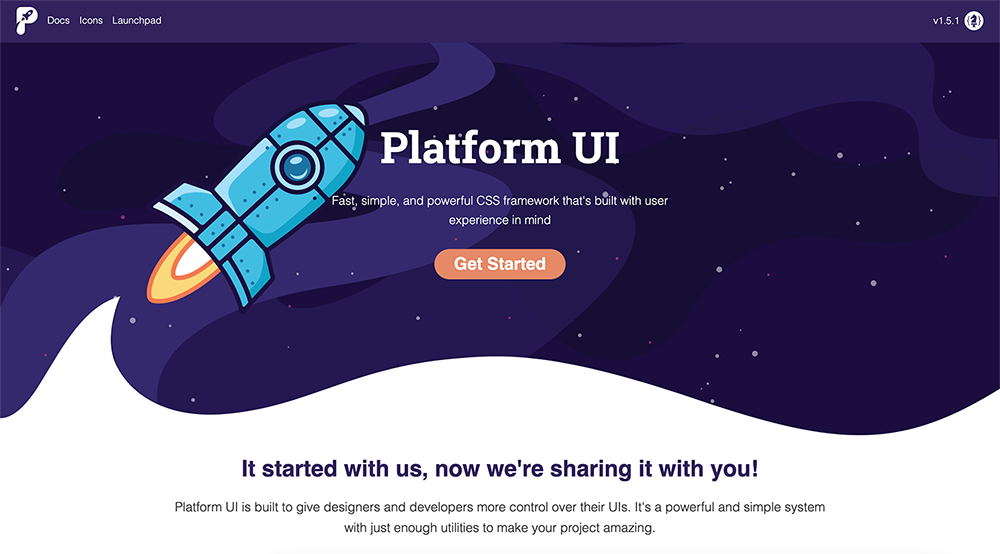 Docs Icons Launchpad v1.5.1
Platform UI
Fast, simple, and powerful CSS framework that's built with user
experience in mind
Get Started
It started with us, now we're sharing it with you!
Platform UI is built to give designers and developers more control over their UIs. It's a powerful and simple system
with just enough utilities to make your project amazing.